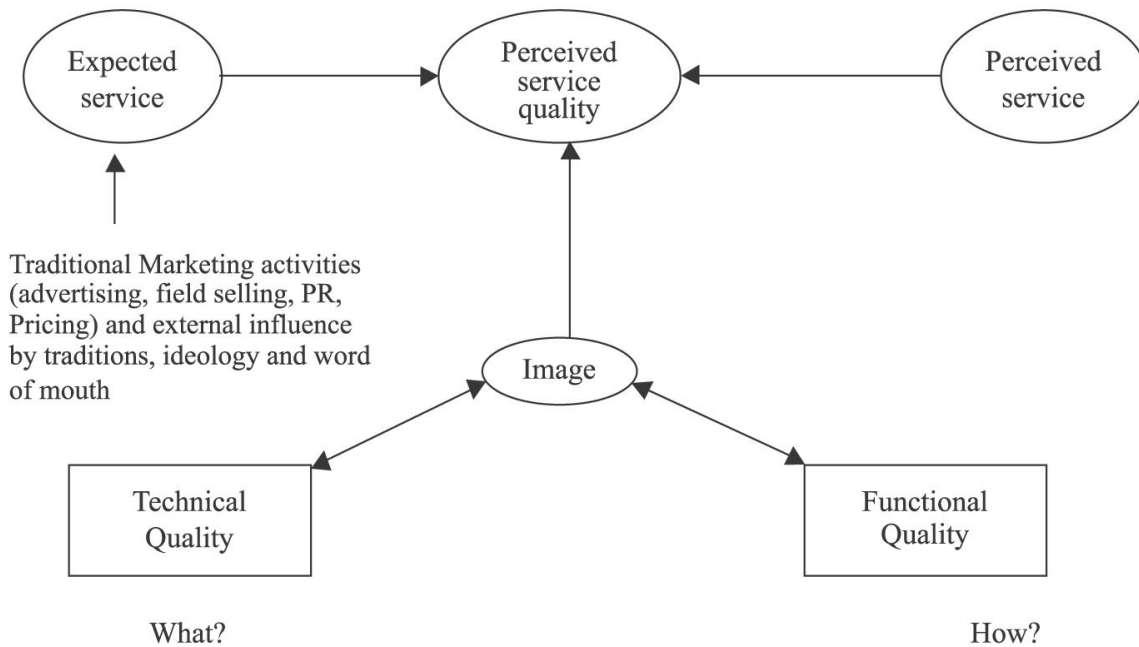 Expected
service
Perceived
service
quality
Perceived
service
Traditional Marketing activities
(advertising, field selling, PR,
Pricing) and external influence
by traditions, ideology and word
of mouth
Image
Technical
Quality
Functional
Quality
What?
How?